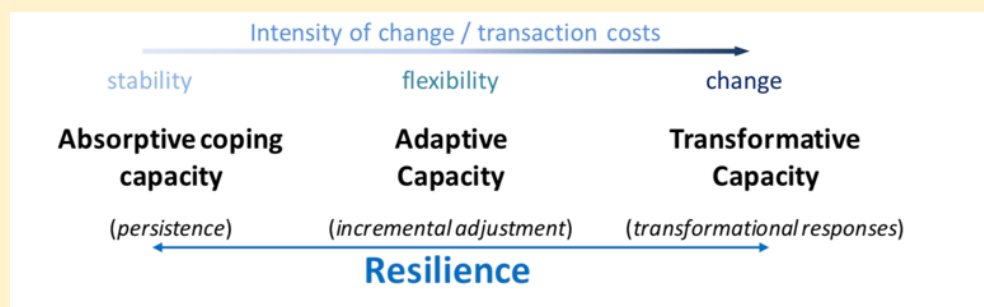 Intensity of change / transaction costs
stability flexibility change
Absorptive coping capacity
Adaptive Capacity
Transformative Capacity
(persistence) (incremental adjustment) (transformational responses)
Resilience